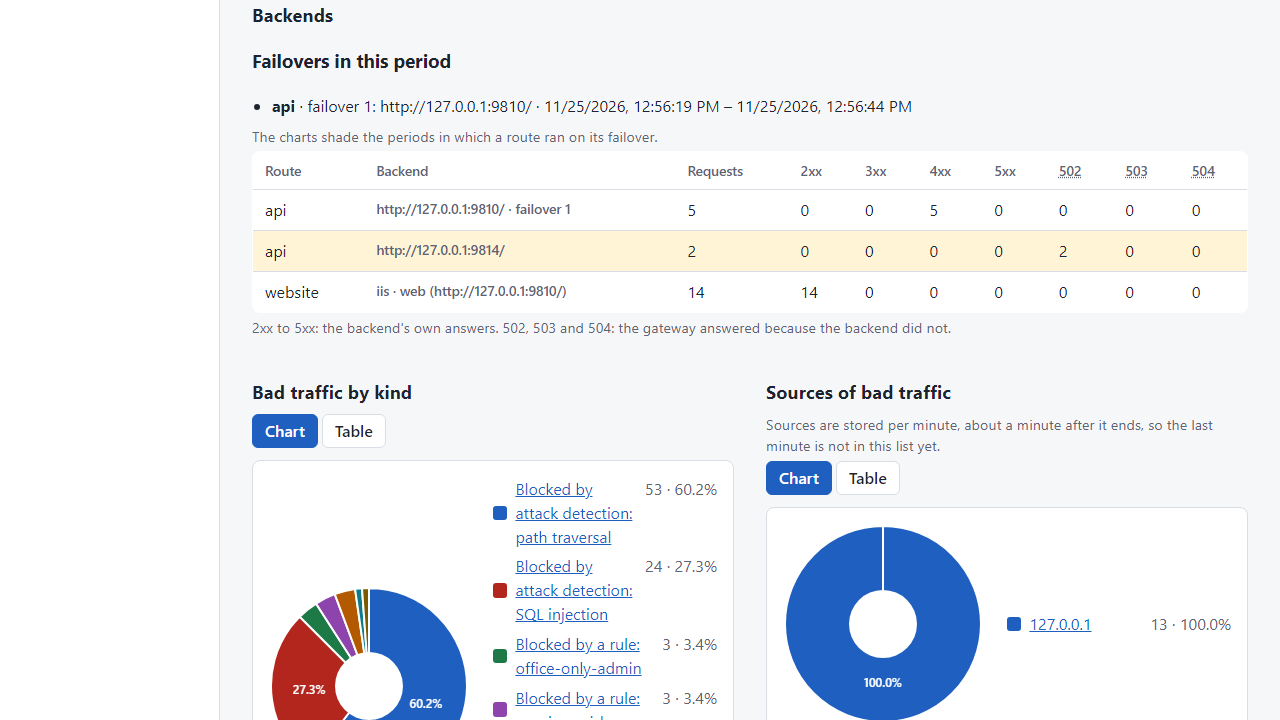 Backends
Failovers in this period
• api · failover 1: http://127.0.0.1:9810/ · 11/25/2026, 12:56:19 PM – 11/25/2026, 12:56:44 PM
The charts shade the periods in which a route ran on its failover.
Route Backend Requests 2xx 3xx 4xx 5xx 502 503 504
api http://127.0.0.1:9810/ · failover 1 5 0 0 5 0 0 0 0
api http://127.0.0.1:9814/ 2 0 0 0 0 2 0 0
website iis · web (http://127.0.0.1:9810/) 14 14 0 0 0 0 0 0
2xx to 5xx: the backend's own answers. 502, 503 and 504: the gateway answered because the backend did not.
Bad traffic by kind
Chart Table
Blocked by 53 · 60.2%
attack detection:
path traversal
Blocked by 24 · 27.3%
attack detection:
SQL injection
Blocked by a rule: 3 · 3.4%
office-only-admin
Blocked by a rule: 3 · 3.4%
27.3%
60.2%
Sources of bad traffic
Sources are stored per minute, about a minute after it ends, so the last
minute is not in this list yet.
Chart Table
127.0.0.1 13 · 100.0%
100.0%